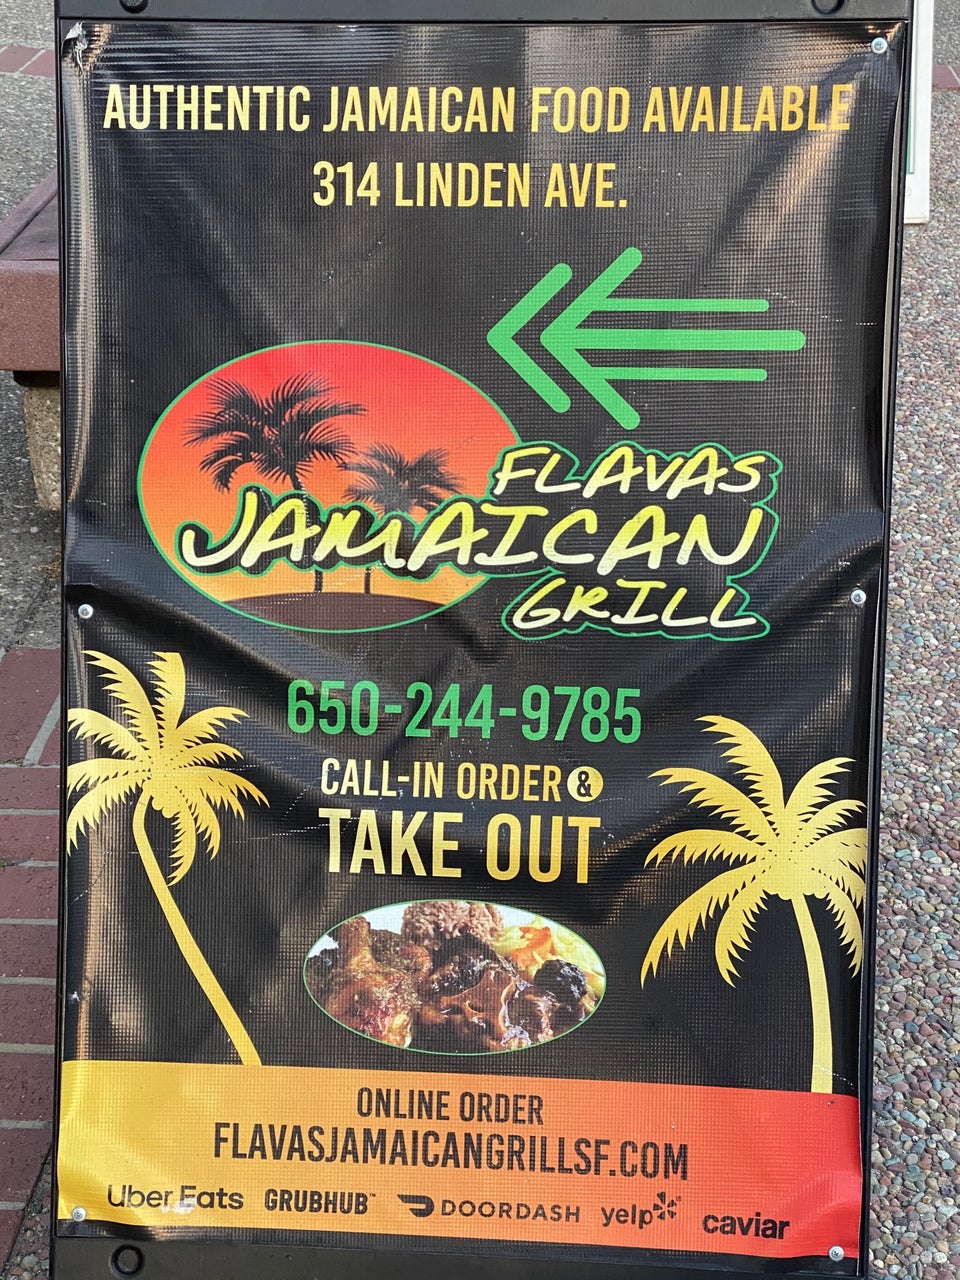 AUTHENTIC JAMAICAN FOOD AVAILABLE
314 LINDEN AVE.
FLAVAS
JAMAICAN
GRILL
650-244-9785
CALL-IN ORDER &
TAKE OUT
ONLINE ORDER
FLAVASJAMAICANGRILLSF.COM
Uber Eats GRUBHUB™ DOORDASH yelp® caviar